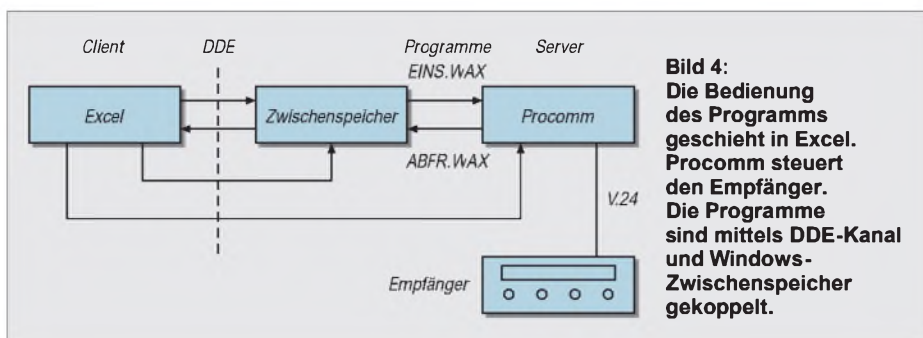 Client DDE Programme Server
EINS.WAX
Excel Zwischenspeicher Procomm
ABFR.WAX
V.24
Empfänger
Bild 4:
Die Bedienung
des Programms
geschieht in Excel.
Procomm steuert
den Empfänger.
Die Programme
sind mittels DDE-Kanal
und Windows-
Zwischenspeicher
gekoppelt.